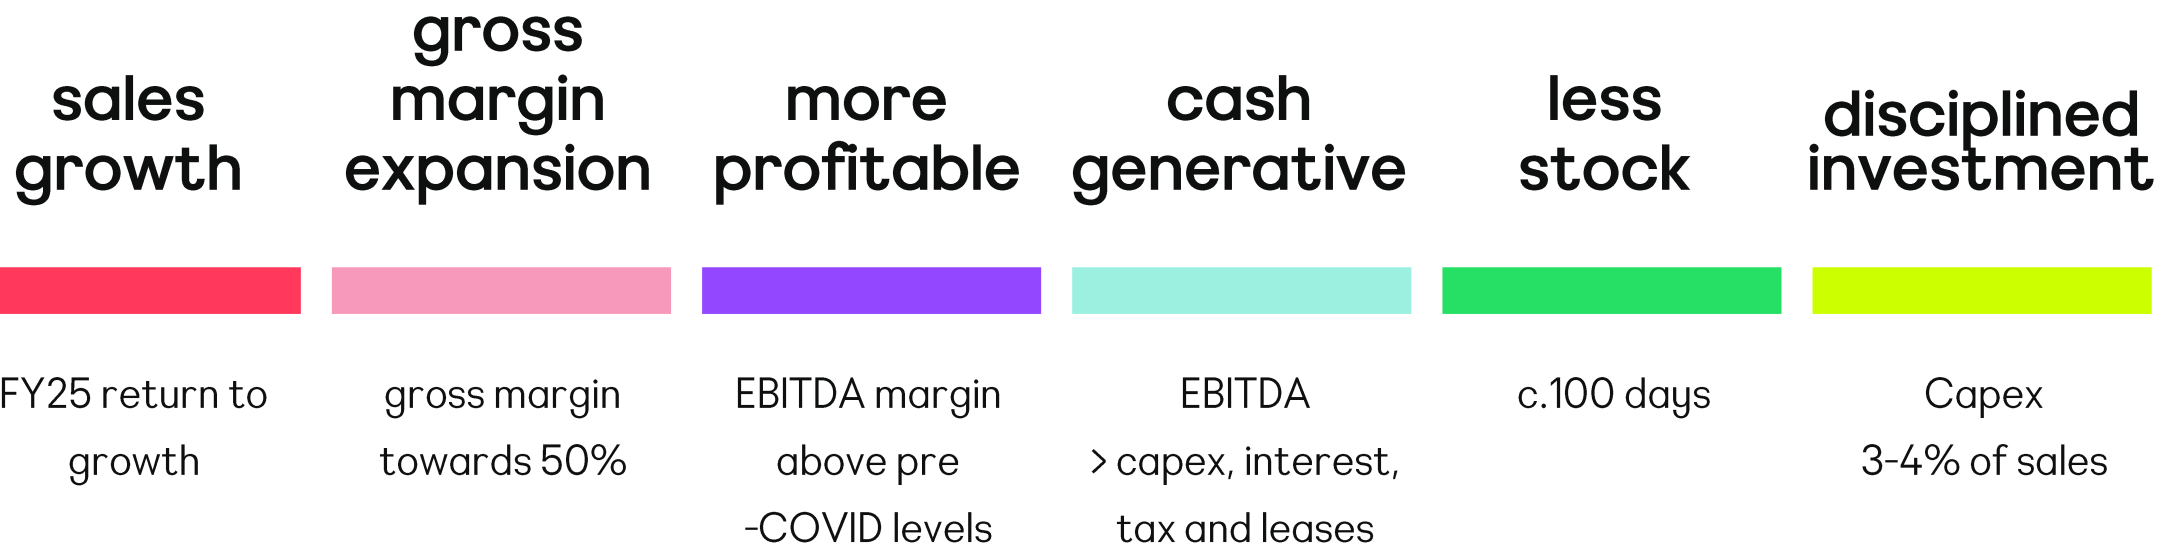 sales
growth
gross
margin
expansion
more
profitable
cash
generative
less
stock
disciplined
investment
FY25 return to
growth
gross margin
towards 50%
EBITDA margin
above pre
-COVID levels
EBITDA
> capex, interest,
tax and leases
c.100 days
Capex
3-4% of sales